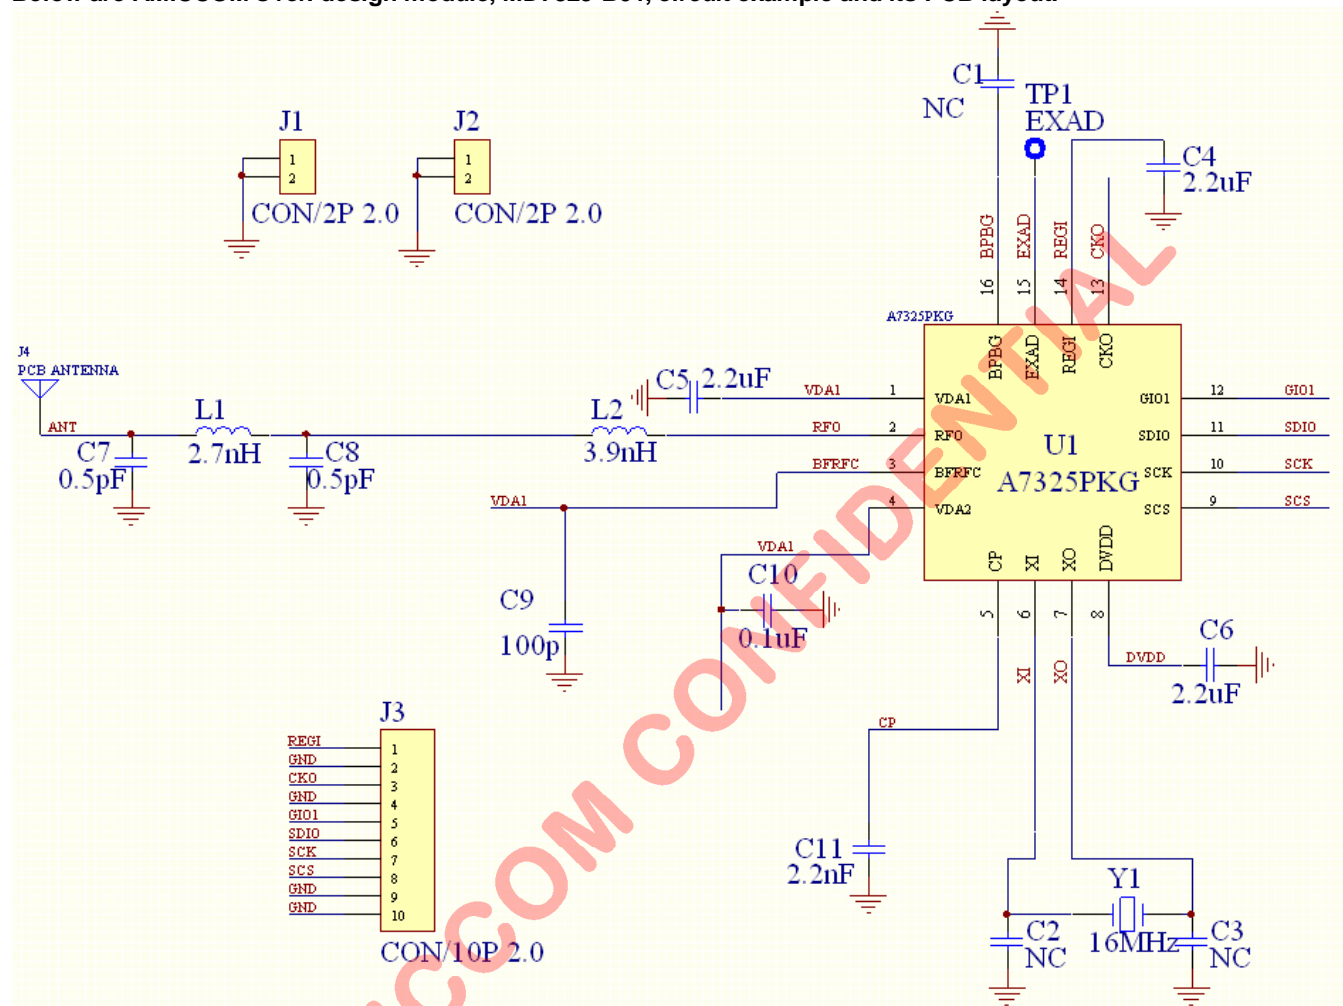 C1
NC
TP1
EXAD
J1
1
2
CON/2P 2.0
J2
1
2
CON/2P 2.0
C4
2.2uF
BPBG
EXAD
REGI
CKO
16
15
14
13
A7325PKG
BPBG
EXAD
REGI
CKO
J4
PCB ANTENNA
ANT
L1
2.7nH
C7
0.5pF
C8
0.5pF
L2
3.9nH
C5 2.2uF
VDA1
1
VDA1
RFO
2
RFO
BFRFC
3
BFRFC
VDA1
4
VDA2
VDA1
U1
A7325PKG
GIO1
12
GIO1
SDIO
11
SDIO
SCK
10
SCK
SCS
9
SCS
CP
XI
XO
DVDD
5
6
7
8
C9
100p
C10
0.1uF
XI
XO
DVDD
C6
2.2uF
CP
C11
2.2nF
J3
REGI 1
GND 2
CKO 3
GND 4
GIO1 5
SDIO 6
SCK 7
SCS 8
GND 9
GND 10
CON/10P 2.0
Y1
16MHz
C2
NC
C3
NC
CCOM CONFIDENTIAL